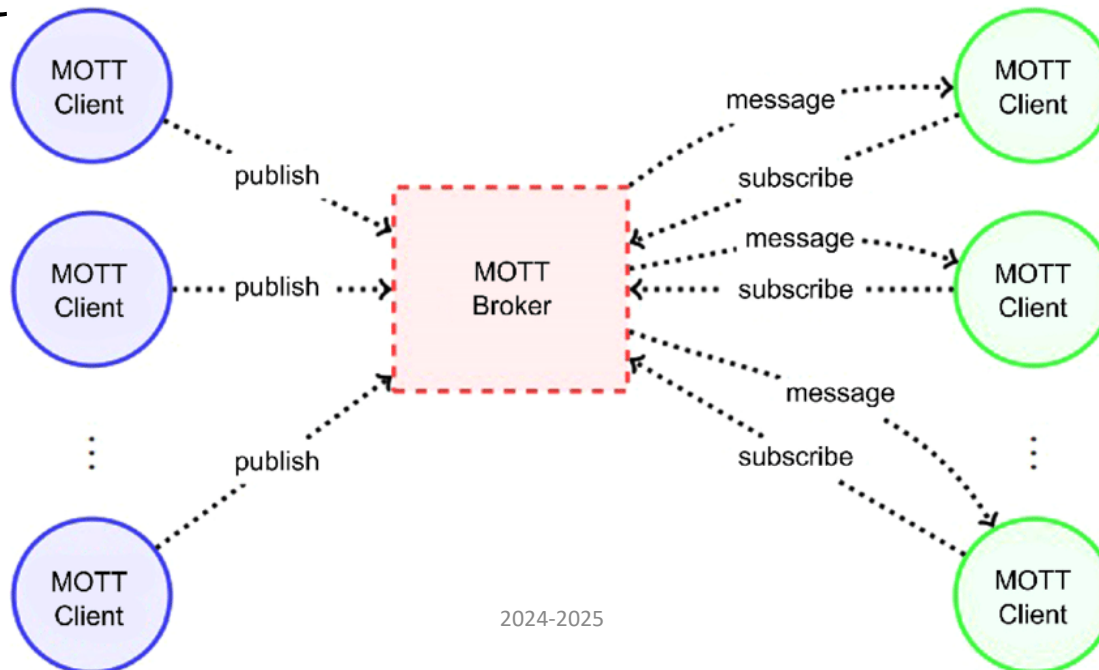 MOTT
Client
MOTT
Client
message
publish
subscribe
MOTT
Client
publish
MOTT
Broker
message
subscribe
MOTT
Client
message
publish
subscribe
MOTT
Client
MOTT
Client
2024-2025